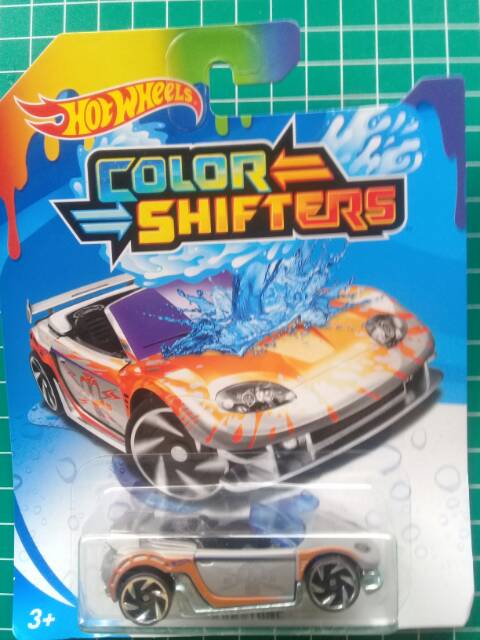 Hot Wheels
COLOR
SHIFTERS
3+